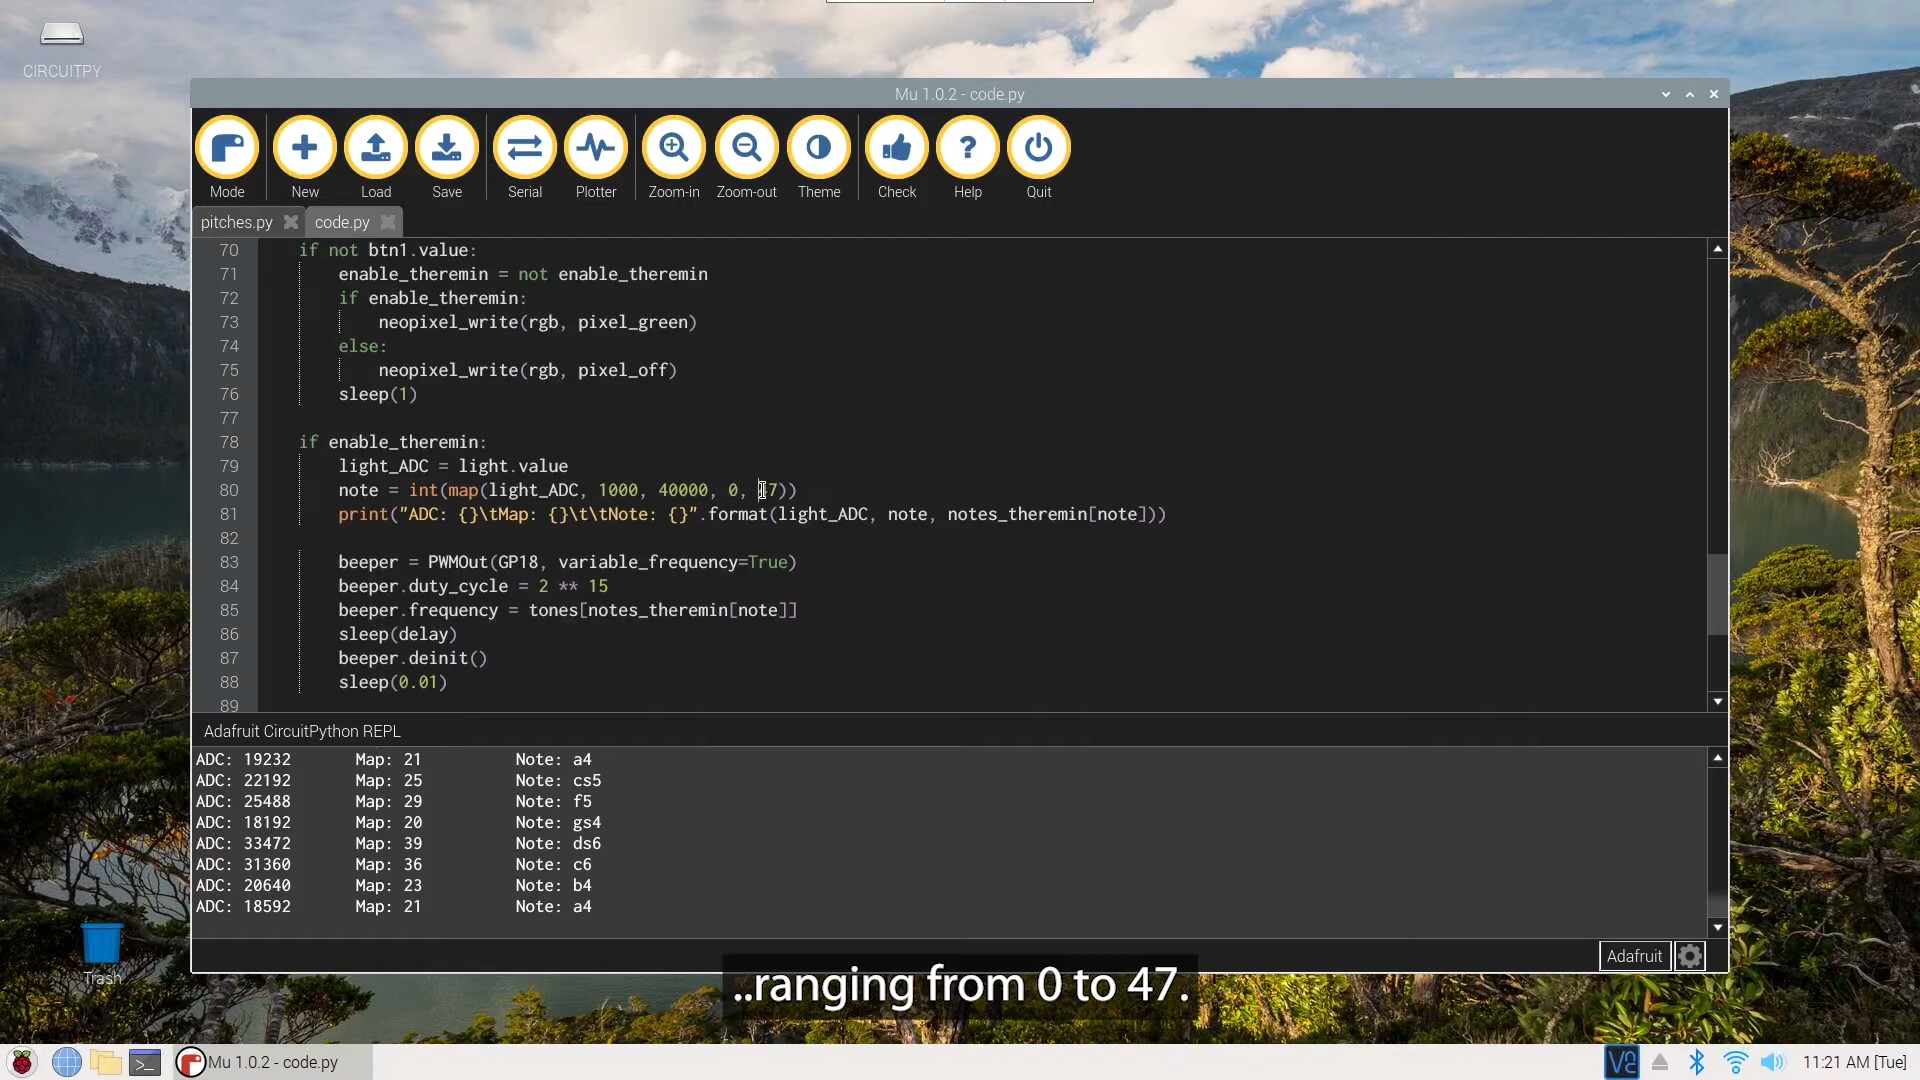 CIRCUITPY
Mu 1.0.2 - code.py
Mode New Load Save Serial Plotter Zoom-in Zoom-out Theme Check Help Quit
pitches.py code.py
70 if not btn1.value:
71 enable_theremin = not enable_theremin
72 if enable_theremin:
73 neopixel_write(rgb, pixel_green)
74 else:
75 neopixel_write(rgb, pixel_off)
76 sleep(1)
77
78 if enable_theremin:
79 light_ADC = light.value
80 note = int(map(light_ADC, 1000, 40000, 0, 47))
81 print("ADC: {}\tMap: {}\t\tNote: {}".format(light_ADC, note, notes_theremin[note]))
82
83 beeper = PWMOut(GP18, variable_frequency=True)
84 beeper.duty_cycle = 2 ** 15
85 beeper.frequency = tones[notes_theremin[note]]
86 sleep(delay)
87 beeper.deinit()
88 sleep(0.01)
89
Adafruit CircuitPython REPL
ADC: 19232 Map: 21 Note: a4
ADC: 22192 Map: 25 Note: cs5
ADC: 25488 Map: 29 Note: f5
ADC: 18192 Map: 20 Note: gs4
ADC: 33472 Map: 39 Note: ds6
ADC: 31360 Map: 36 Note: c6
ADC: 20640 Map: 23 Note: b4
ADC: 18592 Map: 21 Note: a4
Adafruit
Trash
..ranging from 0 to 47.
Mu 1.0.2 - code.py
11:21 AM [Tue]